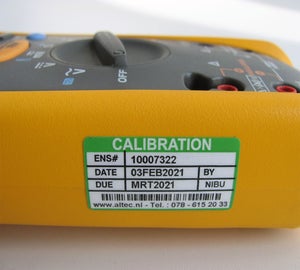 OFF
CALIBRATION
ENS# 10007322
DATE 03FEB2021 BY
DUE MRT2021 NIBU
www.altec.nl - Tel. : 078 - 615 20 33